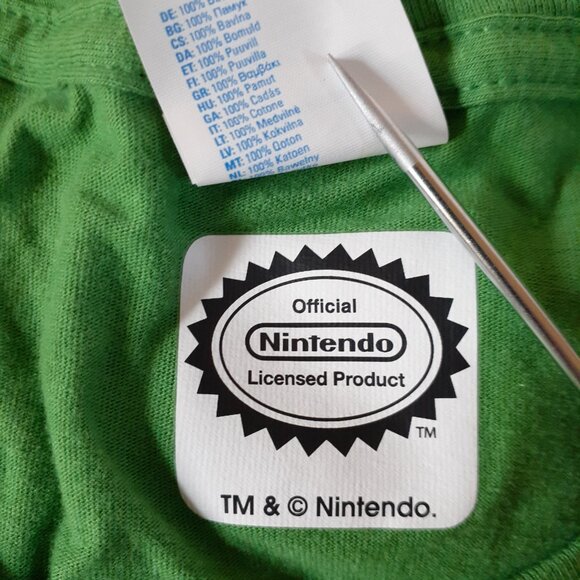 DE: 100%
BG: 100% Памук
CS: 100% Bavlna
DA: 100% Bomuld
ET: 100% Puuvill
FI: 100% Puuvilla
GR: 100% Βαμβάκι
HU: 100% Pamut
GA: 100% Cadás
IT: 100% Cotone
LT: 100% Medvilnė
LV: 100% Kokvilna
MT: 100% Qoton
NL: 100% Katoen
100% Bawełny
Official
Nintendo
Licensed Product
TM
TM & © Nintendo.